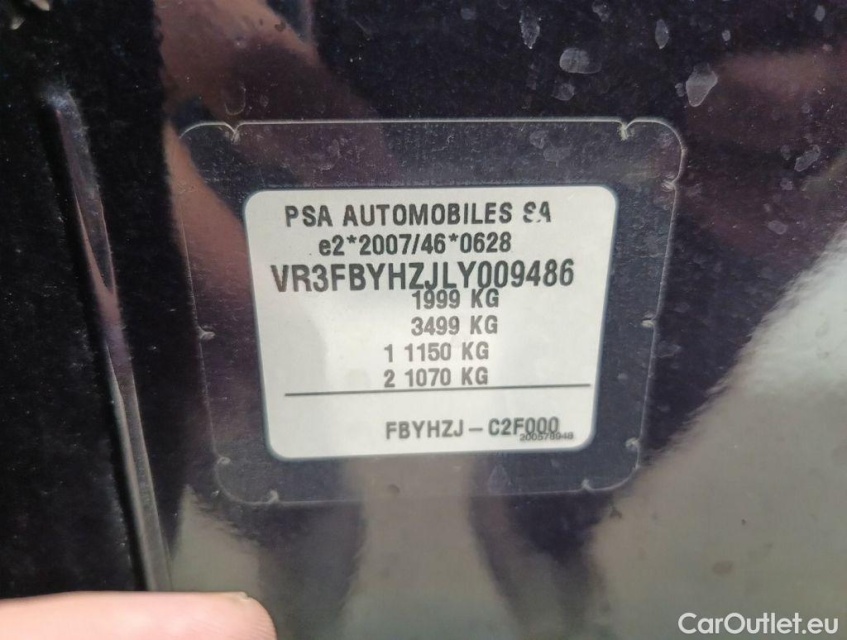 PSA AUTOMOBILES SA
e2*2007/46*0628
VR3FBYHZJLY009486
1999 KG
3499 KG
1 1150 KG
2 1070 KG
FBYHZJ - C2F000
CarOutlet.eu